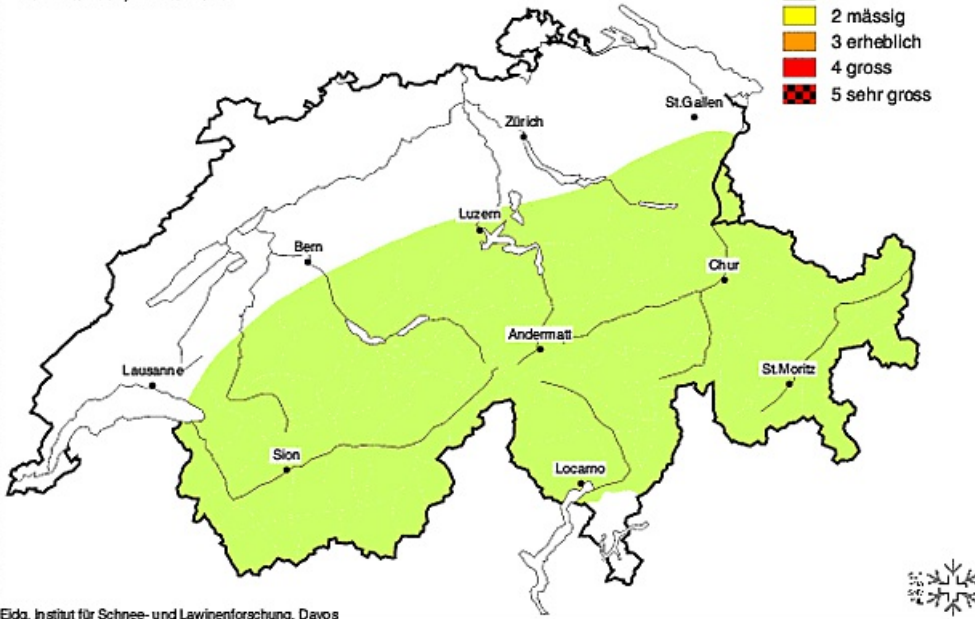 2 mässig
3 erheblich
4 gross
5 sehr gross
St.Gallen
Zürich
Luzern
Bern
Chur
Andermatt
Lausanne
St.Moritz
Sion
Locarno
Eidg. Institut für Schnee- und Lawinenforschung, Davos